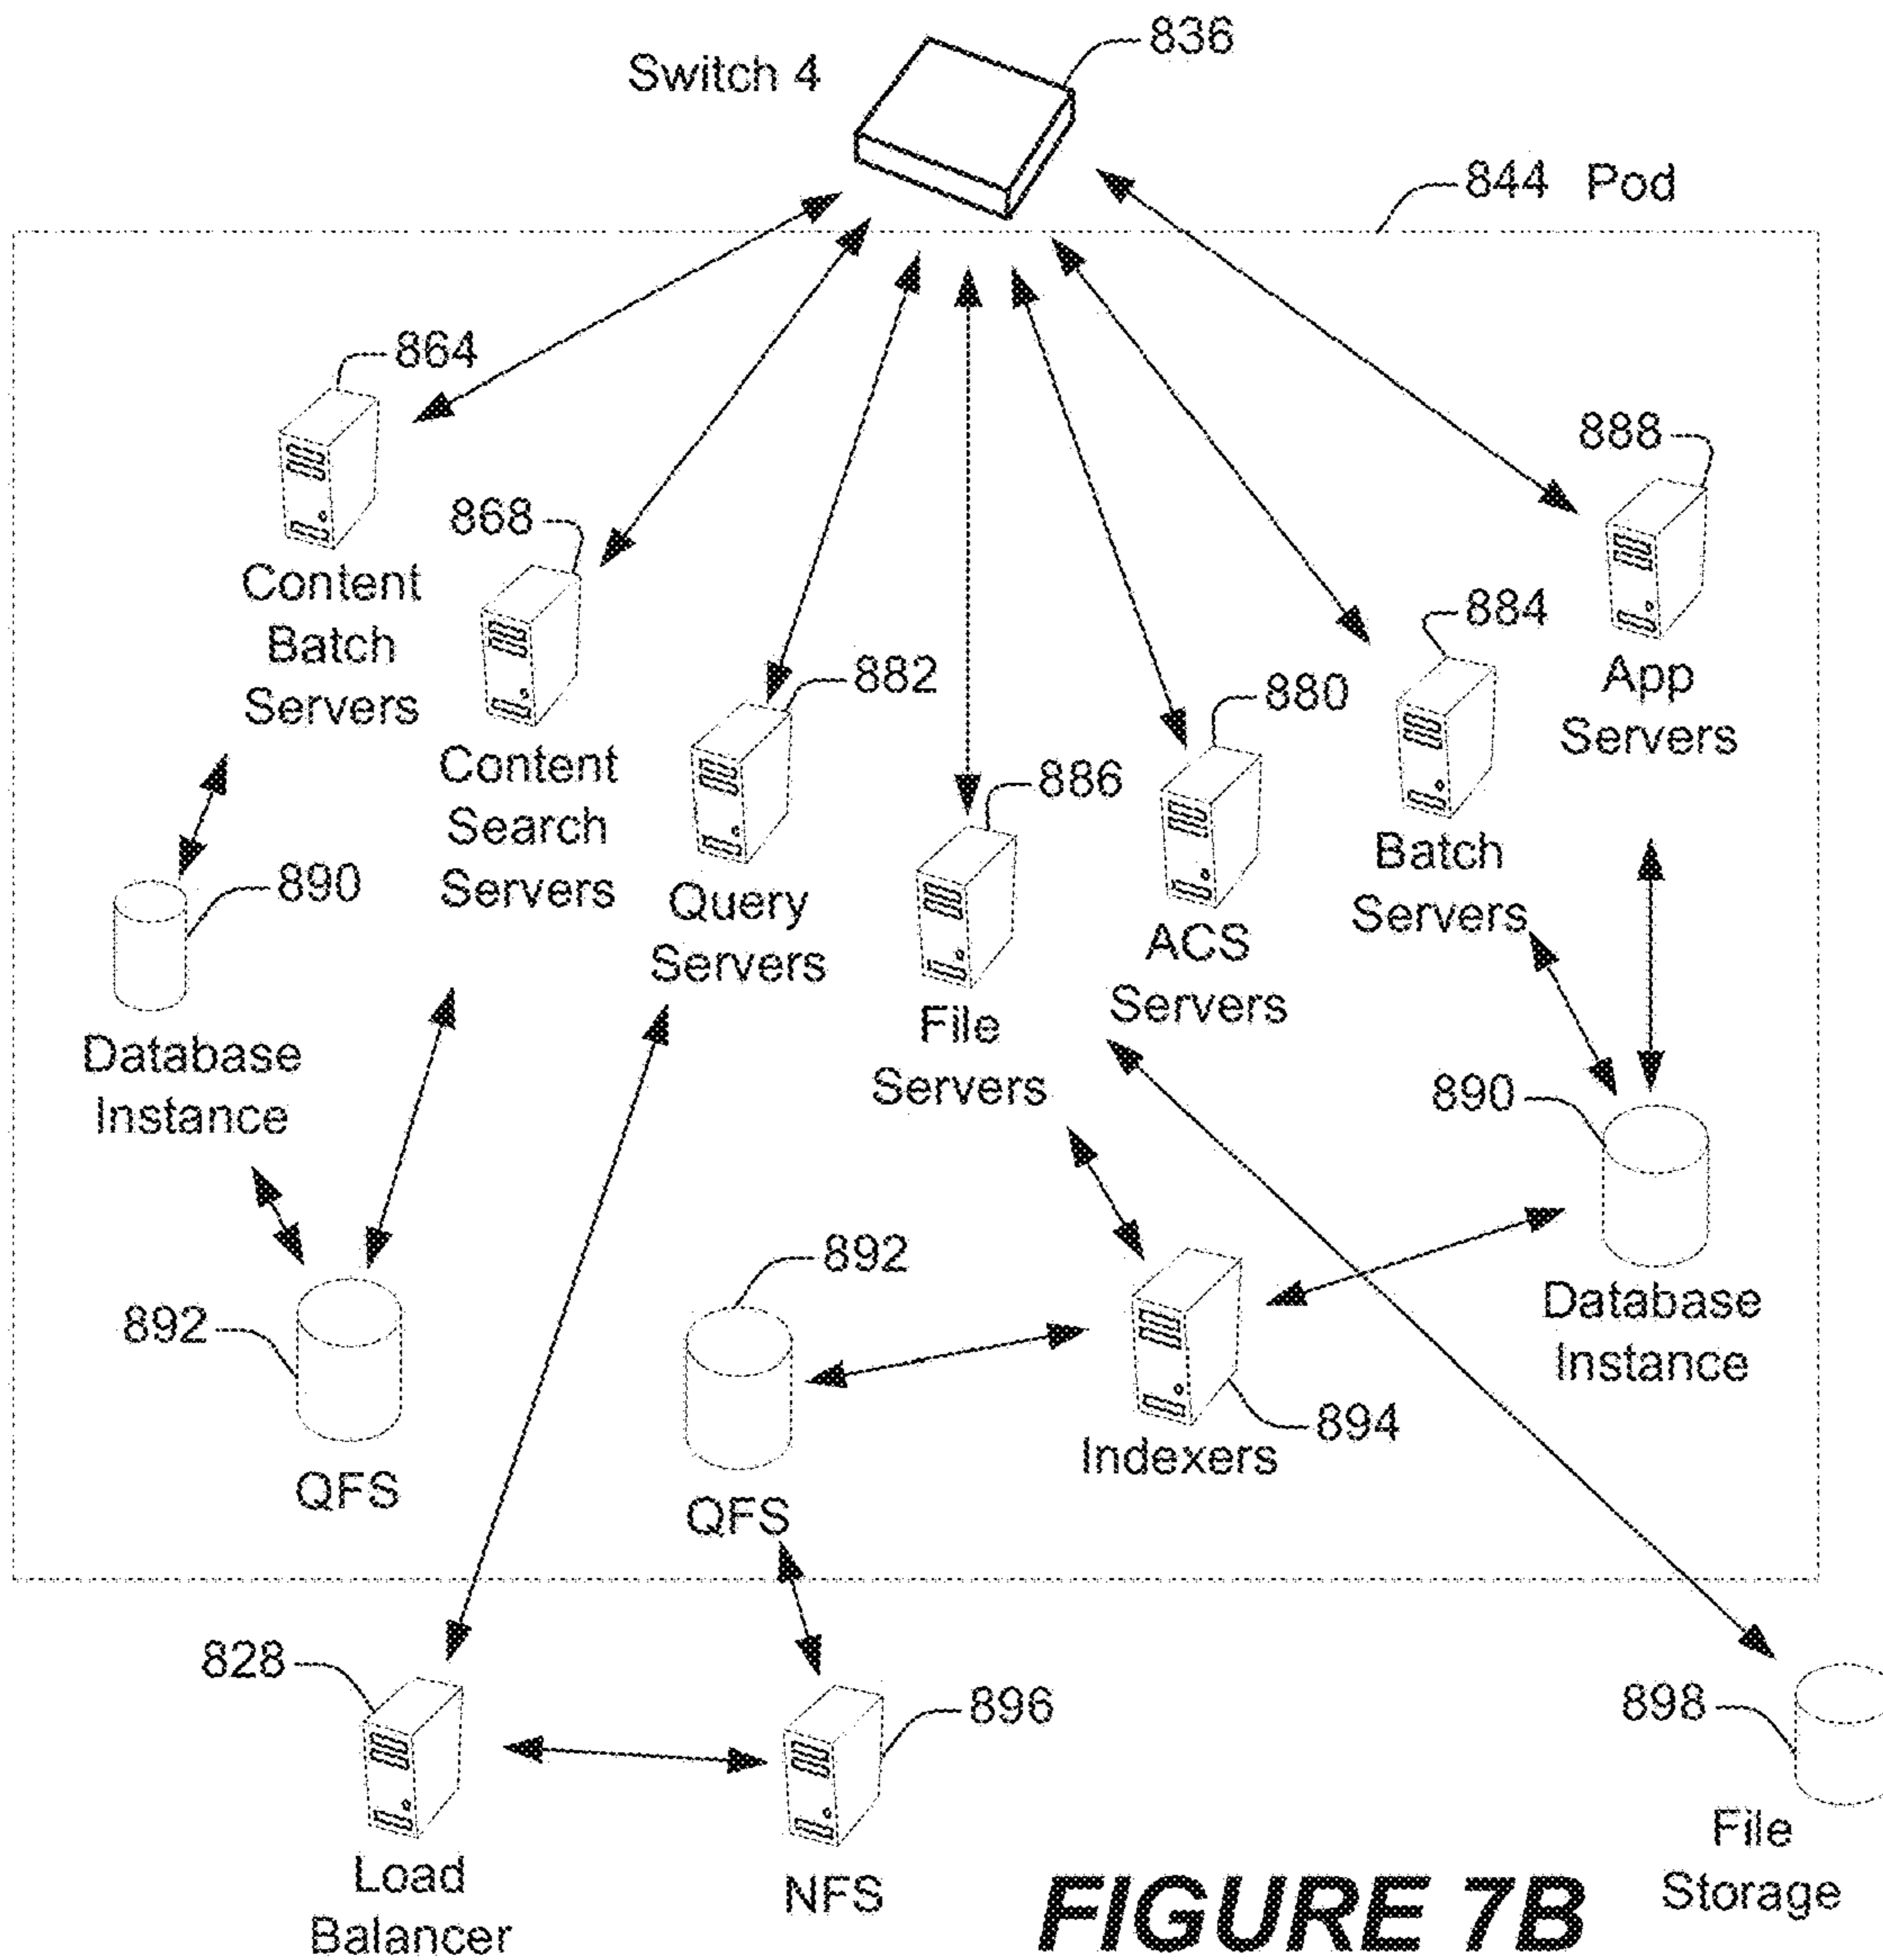 836
Switch 4
844 Pod
864
888
Content
Batch
Servers
868
884
App
Servers
882
880
Content
Search
Servers
886
Batch
Servers
890
Query
Servers
ACS
Servers
File
Servers
Database
Instance
890
892
892
Database
Instance
894
Indexers
QFS
QFS
828
896
898
Load
Balancer
NFS
File
Storage
FIGURE 7B